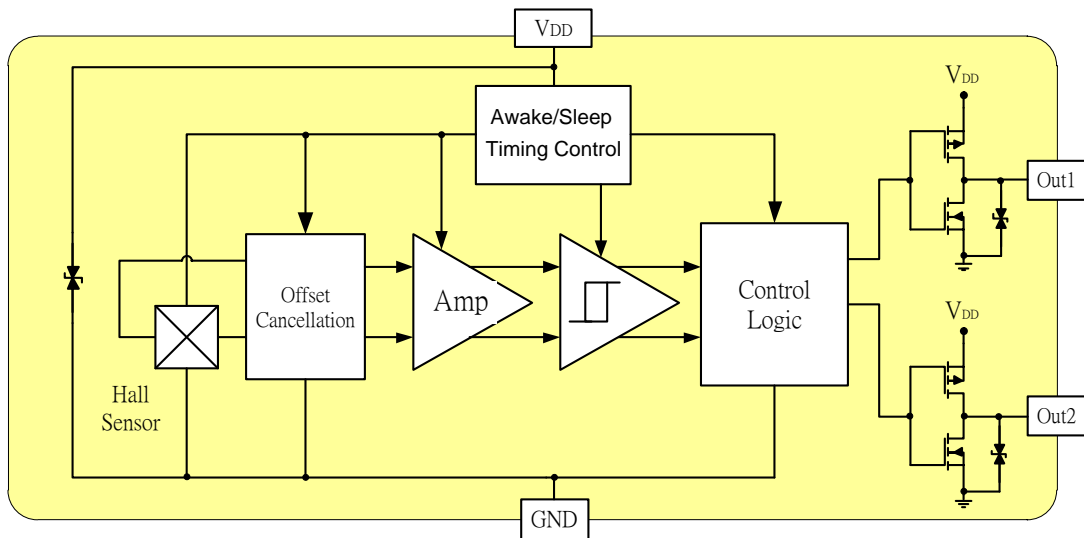 VDD
Awake/Sleep
Timing Control
VDD
Out1
Offset
Cancellation
Amp
Control
Logic
Hall
Sensor
VDD
Out2
GND